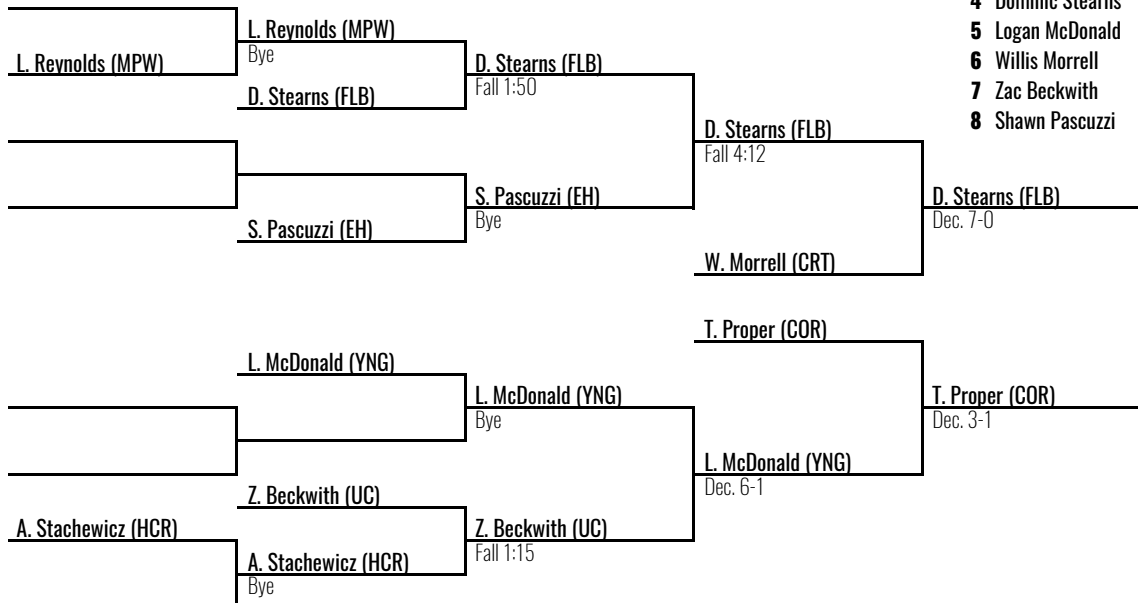 4 Dominic Stearns
L. Reynolds (MPW)
Bye
5 Logan McDonald
L. Reynolds (MPW)
D. Stearns (FLB)
Fall 1:50
6 Willis Morrell
D. Stearns (FLB)
7 Zac Beckwith
8 Shawn Pascuzzi
D. Stearns (FLB)
Fall 4:12
S. Pascuzzi (EH)
Bye
D. Stearns (FLB)
Dec. 7-0
S. Pascuzzi (EH)
W. Morrell (CRT)
T. Proper (COR)
L. McDonald (YNG)
L. McDonald (YNG)
Bye
T. Proper (COR)
Dec. 3-1
L. McDonald (YNG)
Dec. 6-1
Z. Beckwith (UC)
A. Stachewicz (HCR)
Z. Beckwith (UC)
Fall 1:15
A. Stachewicz (HCR)
Bye